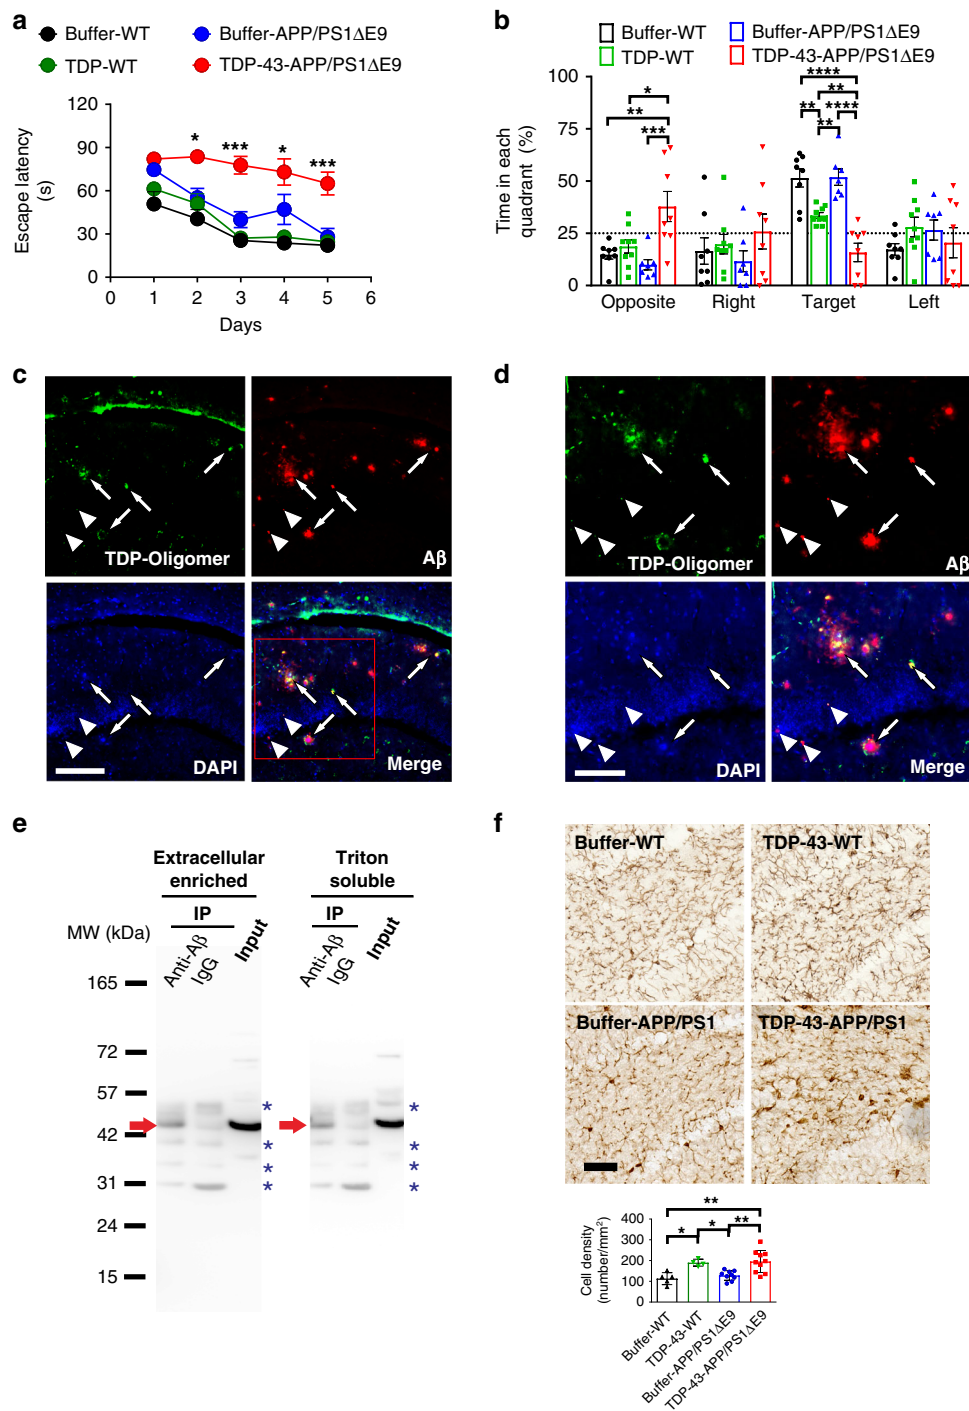 a
Buffer-WT
Buffer-APP/PS1ΔE9
TDP-WT
TDP-43-APP/PS1ΔE9
Escape latency
(s)
120
90
60
30
0
* *** * ***
0 1 2 3 4 5 6
Days
b
Buffer-WT
Buffer-APP/PS1ΔE9
TDP-WT
TDP-43-APP/PS1ΔE9
Time in each
quadrant (%)
100
75
50
25
0
*
**
***
****
**
** ****
**
Opposite Right Target Left
c
TDP-Oligomer
Aβ
DAPI
Merge
d
TDP-Oligomer
Aβ
DAPI
Merge
e
Extracellular
enriched
Triton
soluble
IP
IP
MW (kDa)
Anti-Aβ
IgG
Input
Anti-Aβ
IgG
Input
165
72
57
42
31
24
15
* * * *
* * * *
f
Buffer-WT
TDP-43-WT
Buffer-APP/PS1
TDP-43-APP/PS1
Cell density
(number/mm²)
400
300
200
100
0
**
* * **
Buffer-WT
TDP-43-WT
Buffer-APP/PS1ΔE9
TDP-43-APP/PS1ΔE9